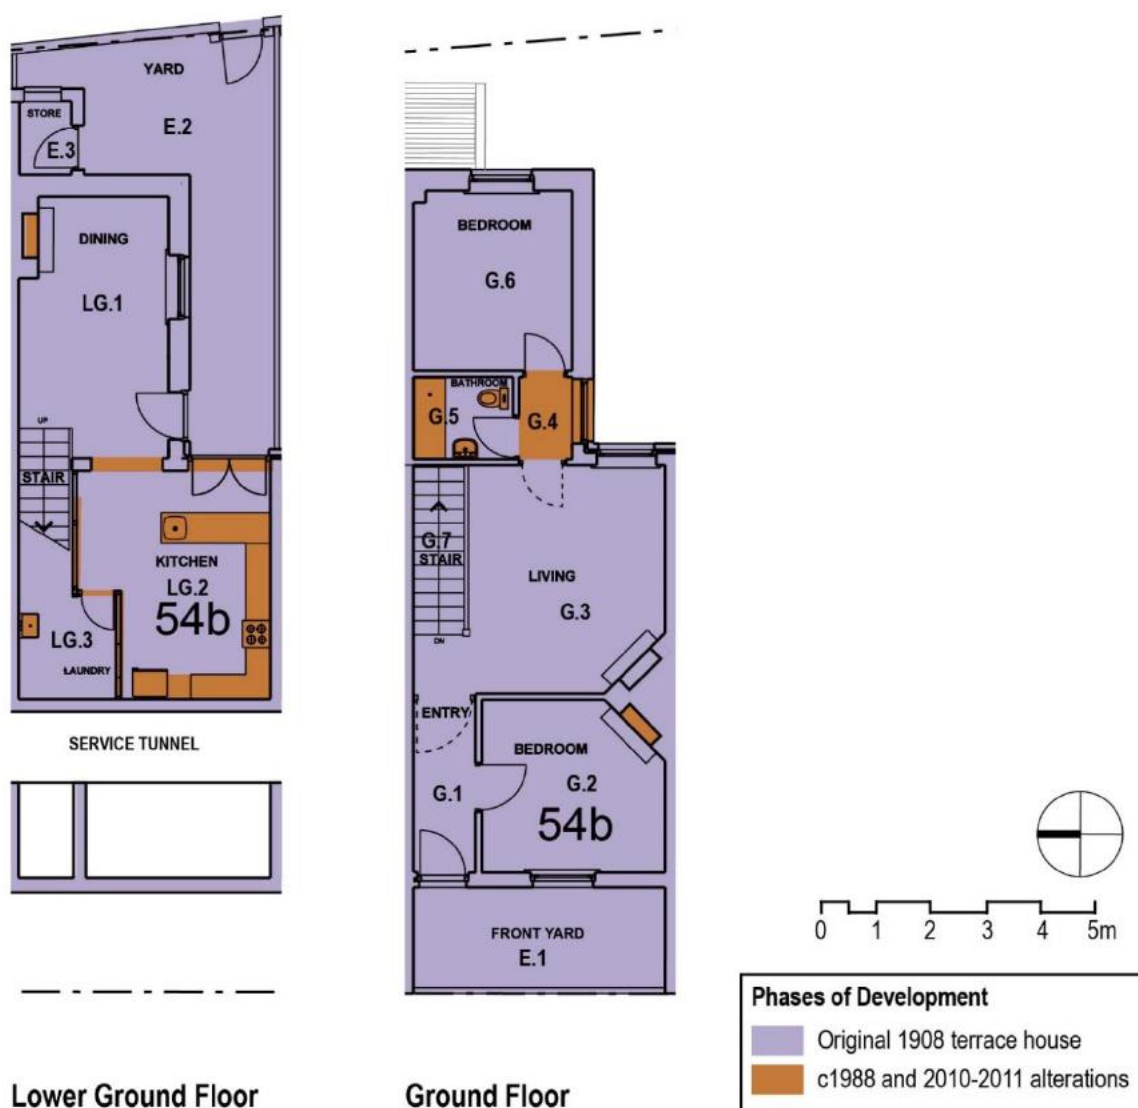 YARD
STORE
E.2
E.3
DINING
LG.1
UP
STAIR
KITCHEN
LG.2
54b
LG.3
LAUNDRY
SERVICE TUNNEL
Lower Ground Floor
BEDROOM
G.6
BATHROOM
G.5
G.4
G.7
STAIR
LIVING
G.3
DN
ENTRY
BEDROOM
G.1
G.2
54b
FRONT YARD
E.1
Ground Floor
0 1 2 3 4 5m
Phases of Development
Original 1908 terrace house
c1988 and 2010-2011 alterations